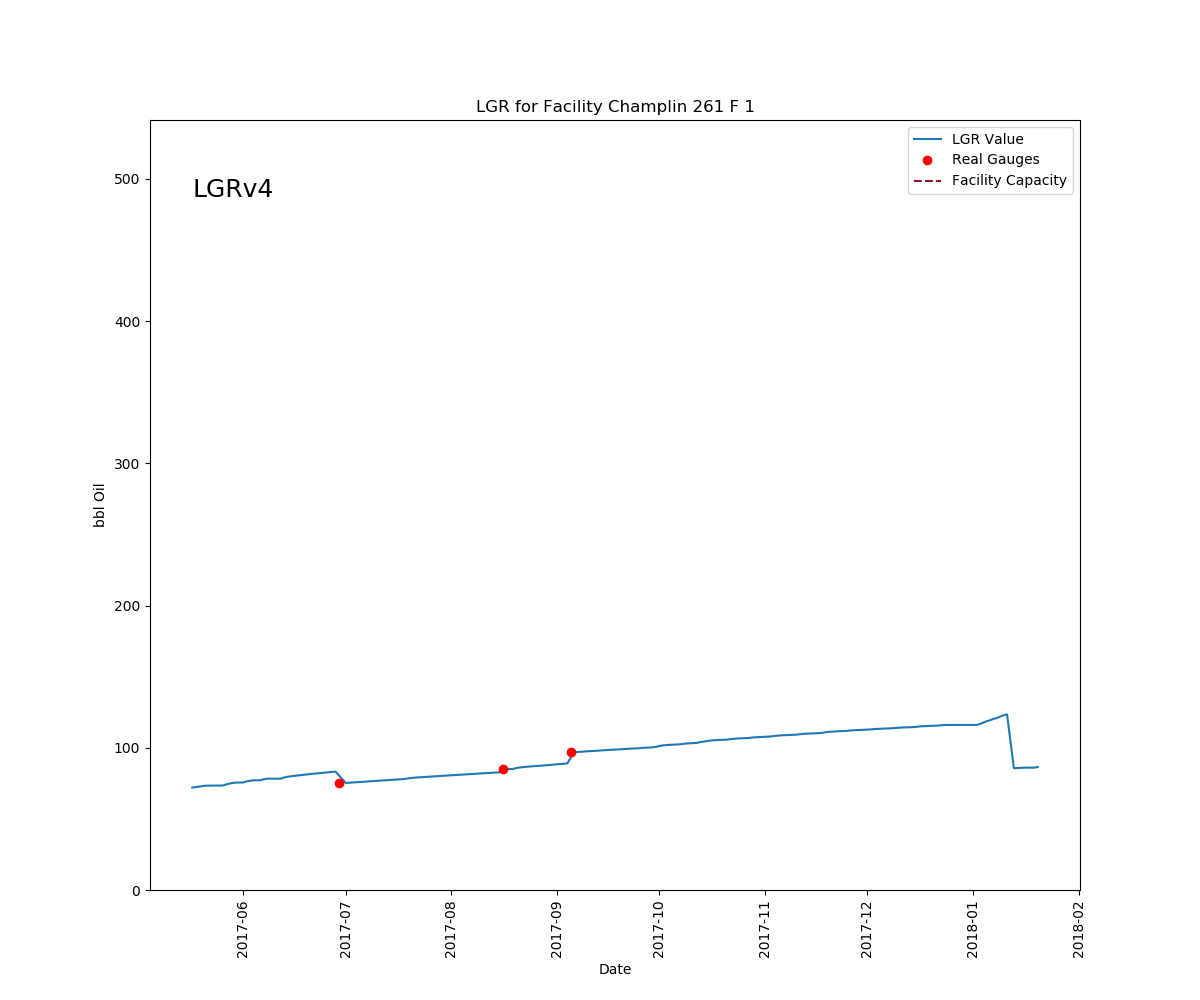 LGR for Facility Champlin 261 F 1
LGRv4
LGR Value
Real Gauges
Facility Capacity
bbl Oil
500
400
300
200
100
0
2017-06
2017-07
2017-08
2017-09
2017-10
2017-11
2017-12
2018-01
2018-02
Date